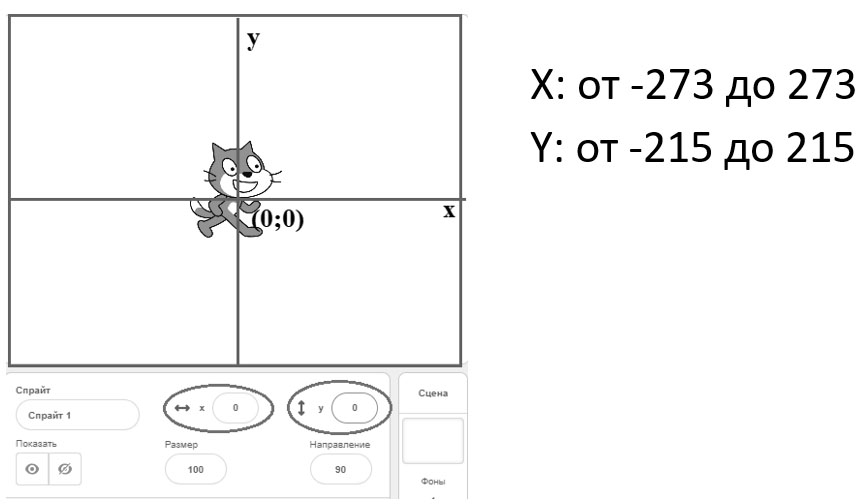 y
X: от -273 до 273
Y: от -215 до 215
x
(0;0)
Спрайт
Спрайт 1
x 0
y 0
Сцена
Показать
Размер
Направление
100
90
Фоны